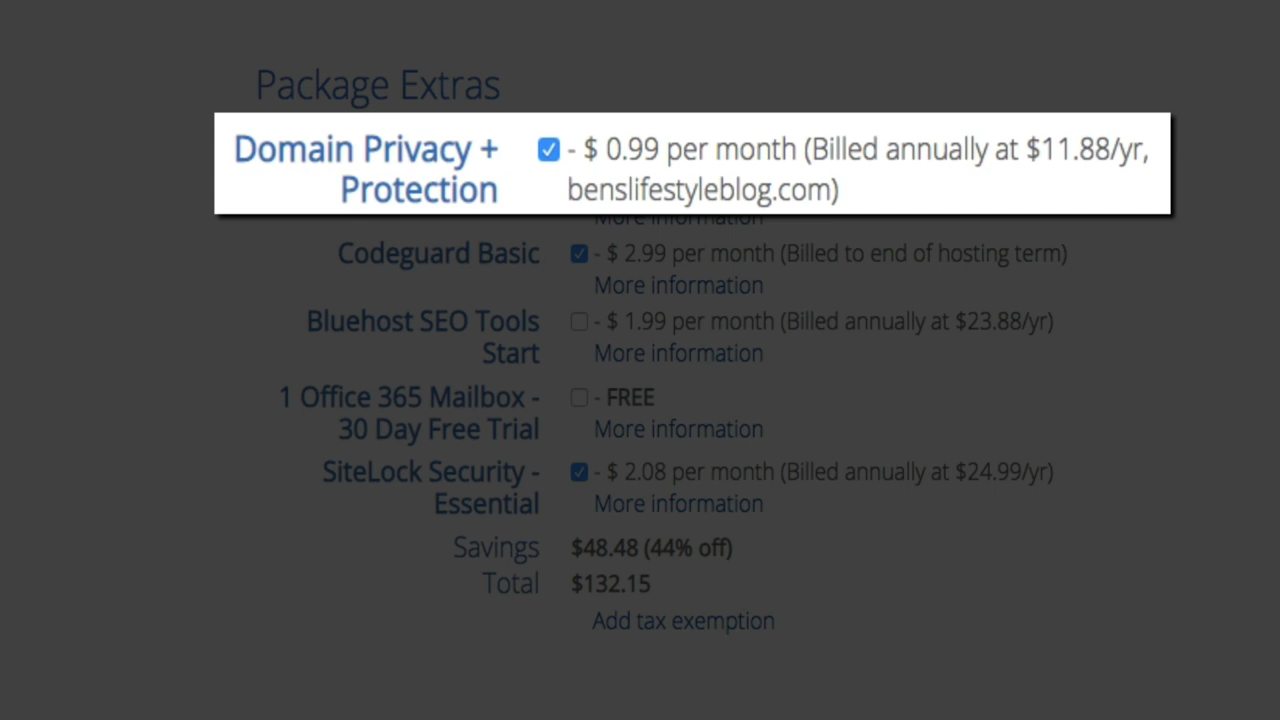 Package Extras
Domain Privacy +
Protection
- $ 0.99 per month (Billed annually at $11.88/yr,
benslifestyleblog.com)
More information
Codeguard Basic
- $ 2.99 per month (Billed to end of hosting term)
More information
Bluehost SEO Tools
Start
- $ 1.99 per month (Billed annually at $23.88/yr)
More information
1 Office 365 Mailbox -
30 Day Free Trial
- FREE
More information
SiteLock Security -
Essential
- $ 2.08 per month (Billed annually at $24.99/yr)
More information
Savings $48.48 (44% off)
Total $132.15
Add tax exemption